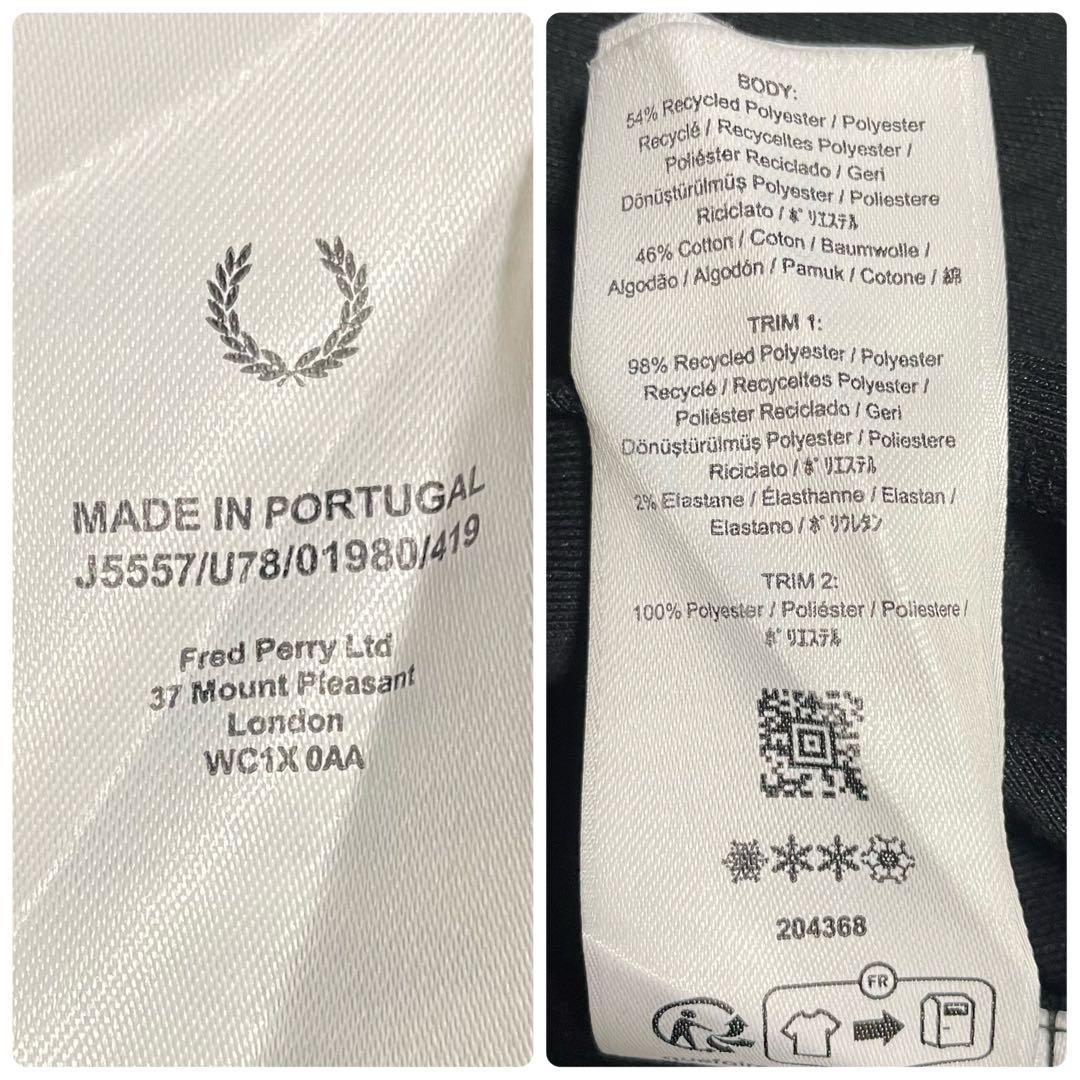 MADE IN PORTUGAL
J5557/U78/01980/419
Fred Perry Ltd
37 Mount Pleasant
London
WC1X 0AA
BODY:
54% Recycled Polyester / Polyester
Recyclé / Recyceltes Polyester /
Poliéster Reciclado / Geri
Dönüştürülmüş Polyester / Poliestere
Riciclato / ﾎﾟﾘｴｽﾃﾙ
46% Cotton / Coton / Baumwolle /
Algodão / Algodón / Pamuk / Cotone / 綿
TRIM 1:
98% Recycled Polyester / Polyester
Recyclé / Recyceltes Polyester /
Poliéster Reciclado / Geri
Dönüştürülmüş Polyester / Poliestere
Riciclato / ﾎﾟﾘｴｽﾃﾙ
2% Elastane / Élasthanne / Elastan /
Elastano / ﾎﾟﾘｳﾚﾀﾝ
TRIM 2:
100% Polyester / Poliéster / Poliestere /
ﾎﾟﾘｴｽﾃﾙ
204368
FR